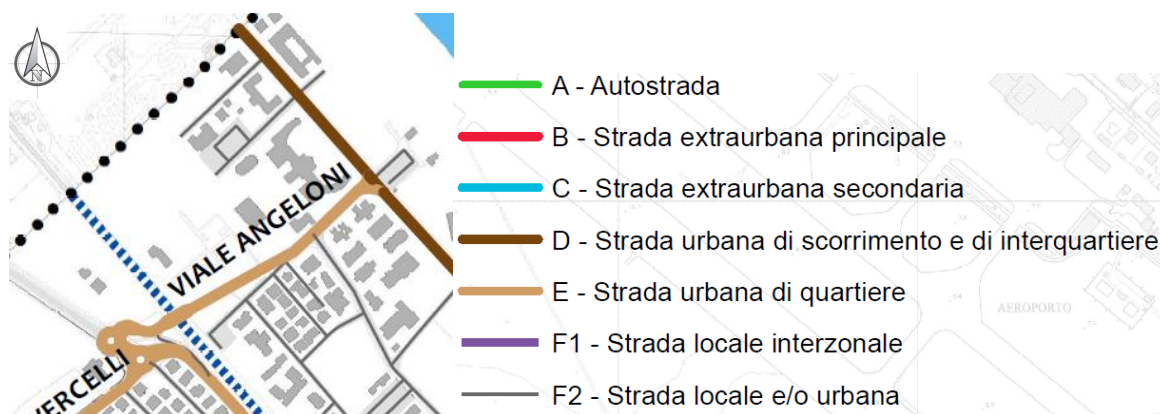 N
VIALE ANGELONI
VERCELLI
A - Autostrada
B - Strada extraurbana principale
C - Strada extraurbana secondaria
D - Strada urbana di scorrimento e di interquartiere
E - Strada urbana di quartiere
AEROPORTO
F1 - Strada locale interzonale
F2 - Strada locale e/o urbana